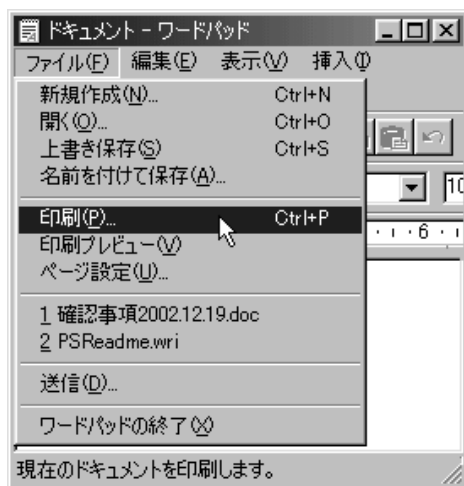 ドキュメント - ワードパッド
ファイル(F) 編集(E) 表示(V) 挿入(I)
新規作成(N)... Ctrl+N
開く(O)... Ctrl+O
上書き保存(S) Ctrl+S
名前を付けて保存(A)...
10
印刷(P)... Ctrl+P
印刷プレビュー(V)
・ı・6・ı
ページ設定(U)...
1 確認事項2002.12.19.doc
2 PSReadme.wri
送信(D)...
ワードパッドの終了(X)
現在のドキュメントを印刷します。